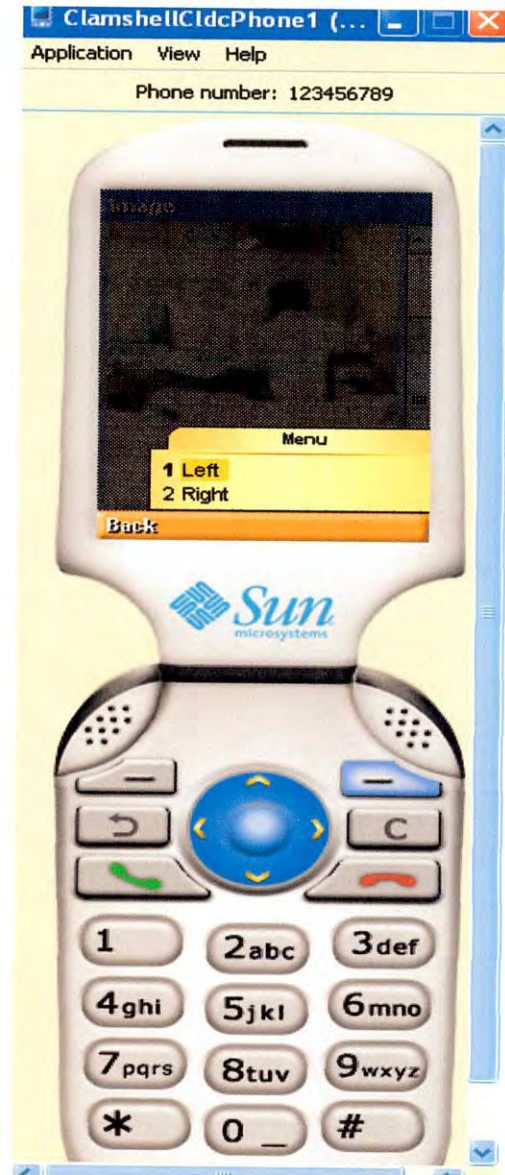 ClamshellCldcPhone1 (...
Application View Help
Phone number: 123456789
Image
Menu
1 Left
2 Right
Back
Sun
microsystems
C
1 2abc 3def
4ghi 5jkl 6mno
7pqrs 8tuv 9wxyz
* 0 _ #